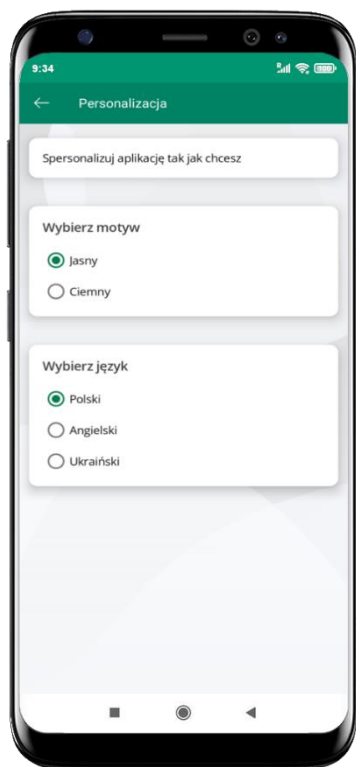 9:34
Personalizacja
Spersonalizuj aplikację tak jak chcesz
Wybierz motyw
Jasny
Ciemny
Wybierz język
Polski
Angielski
Ukraiński